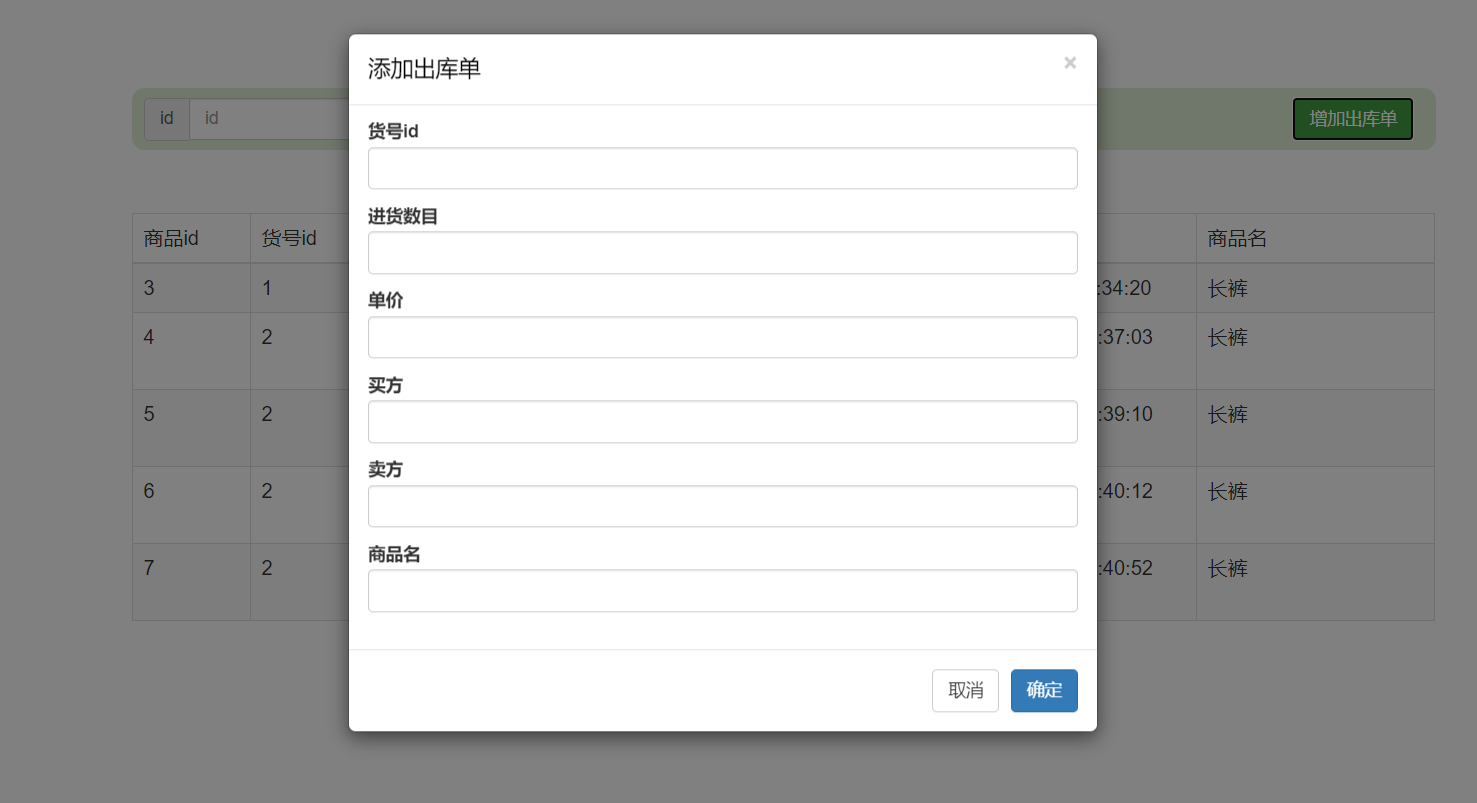 添加出库单 ×
id id 增加出库单
货号id
进货数目
单价
买方
卖方
商品名
取消 确定
商品id 货号id 商品名
3 1 :34:20 长裤
4 2 :37:03 长裤
5 2 :39:10 长裤
6 2 :40:12 长裤
7 2 :40:52 长裤